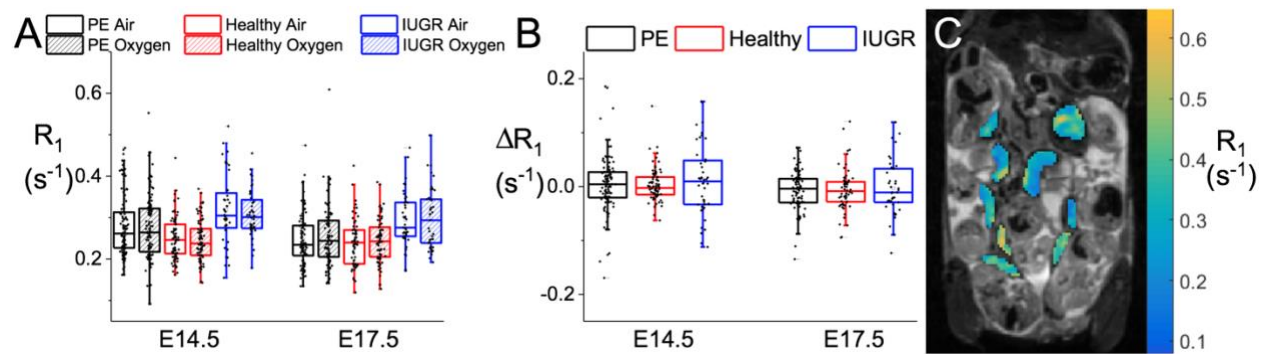 A
PE Air
Healthy Air
IUGR Air
PE Oxygen
Healthy Oxygen
IUGR Oxygen
R1
(s-1)
0.6
0.4
0.2
E14.5
E17.5
B
PE
Healthy
IUGR
ΔR1
(s-1)
0.2
0.0
-0.2
E14.5
E17.5
C
0.6
0.5
0.4
0.3
0.2
0.1
R1
(s-1)